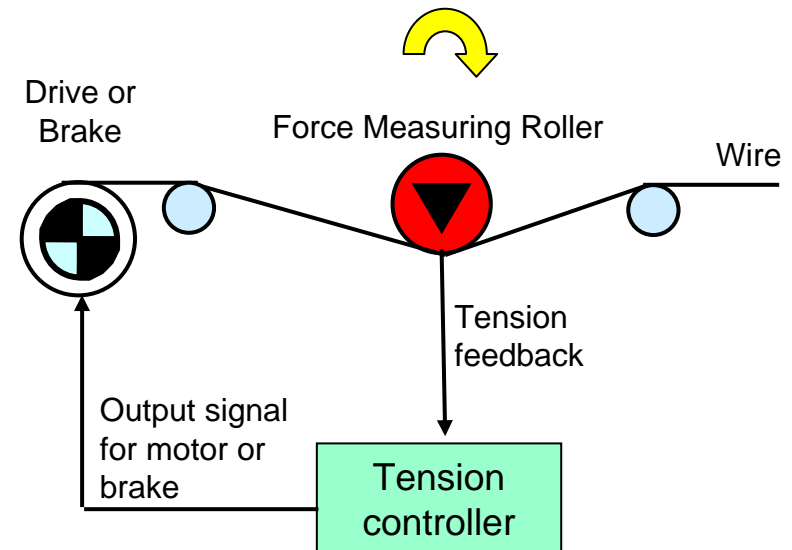 Drive or
Brake
Force Measuring Roller
Wire
Tension
feedback
Output signal
for motor or
brake
Tension
controller